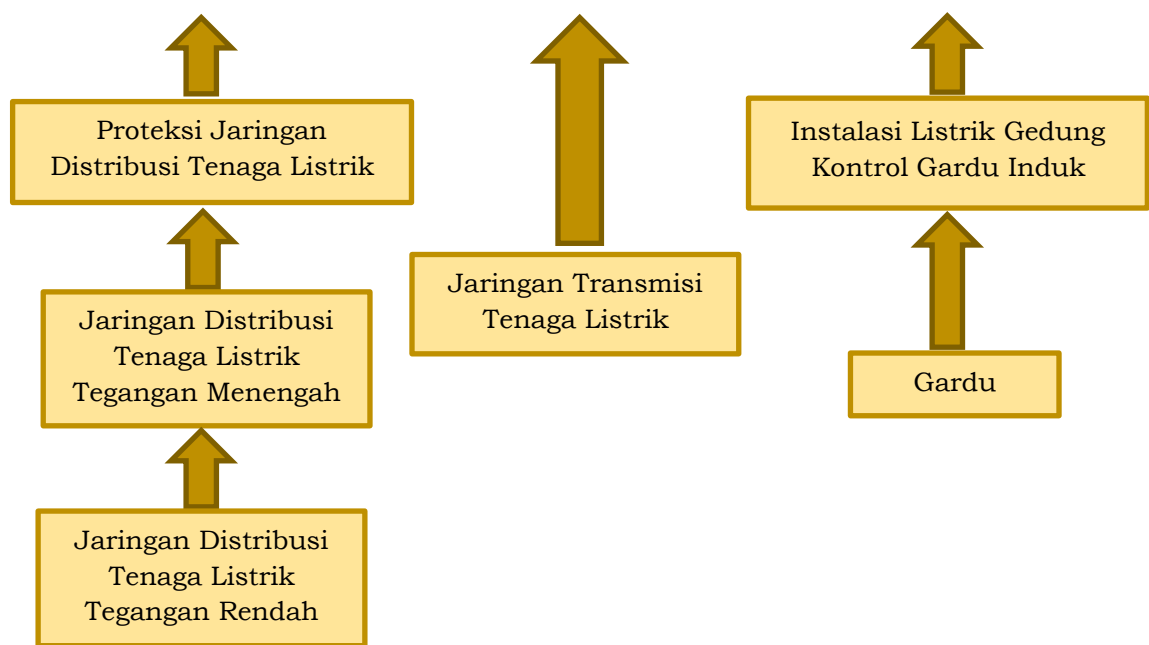 Proteksi Jaringan
Distribusi Tenaga Listrik
Instalasi Listrik Gedung
Kontrol Gardu Induk
Jaringan Transmisi
Tenaga Listrik
Jaringan Distribusi
Tenaga Listrik
Tegangan Menengah
Gardu
Jaringan Distribusi
Tenaga Listrik
Tegangan Rendah